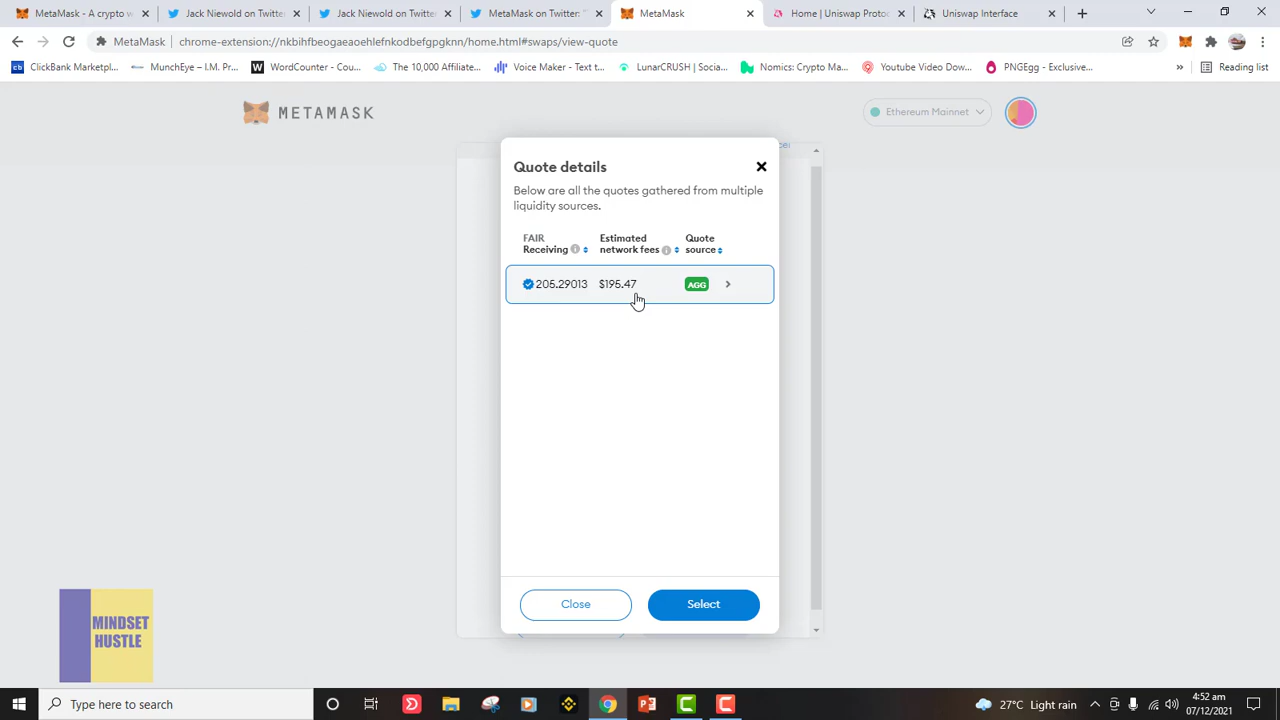 MetaMask - A crypto w
Jack Niewold on Twitter
Jack Niewold on Twitter
MetaMask on Twitter:
MetaMask
Home | Uniswap Protoc
Uniswap Interface
MetaMask
chrome-extension://nkbihfbeogaeaoehlefnkodbefgpgknn/home.html#swaps/view-quote
cb
ClickBank Marketpl...
MunchEye – I.M. Pr...
W
WordCounter - Cou...
The 10,000 Affiliate...
Voice Maker - Text t...
LunarCRUSH | Socia...
Nomics: Crypto Ma...
Youtube Video Dow...
PNGEgg - Exclusive...
»
Reading list
METAMASK
Ethereum Mainnet
Quote details
Below are all the quotes gathered from multiple
liquidity sources.
FAIR
Receiving
Estimated
network fees
Quote
source
205.29013
$195.47
AGG
Close
Select
MINDSET
HUSTLE
Type here to search
27°C
Light rain
4:52 am
07/12/2021